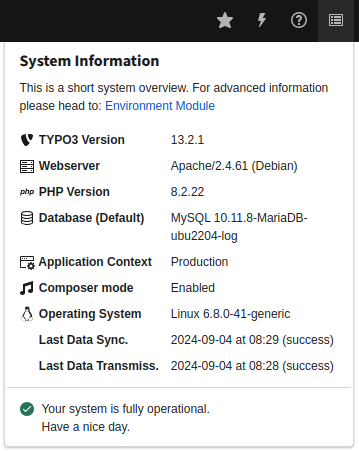 System Information
This is a short system overview. For advanced information
please head to: Environment Module
TYPO3 Version 13.2.1
Webserver Apache/2.4.61 (Debian)
php PHP Version 8.2.22
Database (Default) MySQL 10.11.8-MariaDB-
ubu2204-log
Application Context Production
Composer mode Enabled
Operating System Linux 6.8.0-41-generic
Last Data Sync. 2024-09-04 at 08:29 (success)
Last Data Transmiss. 2024-09-04 at 08:28 (success)
Your system is fully operational.
Have a nice day.